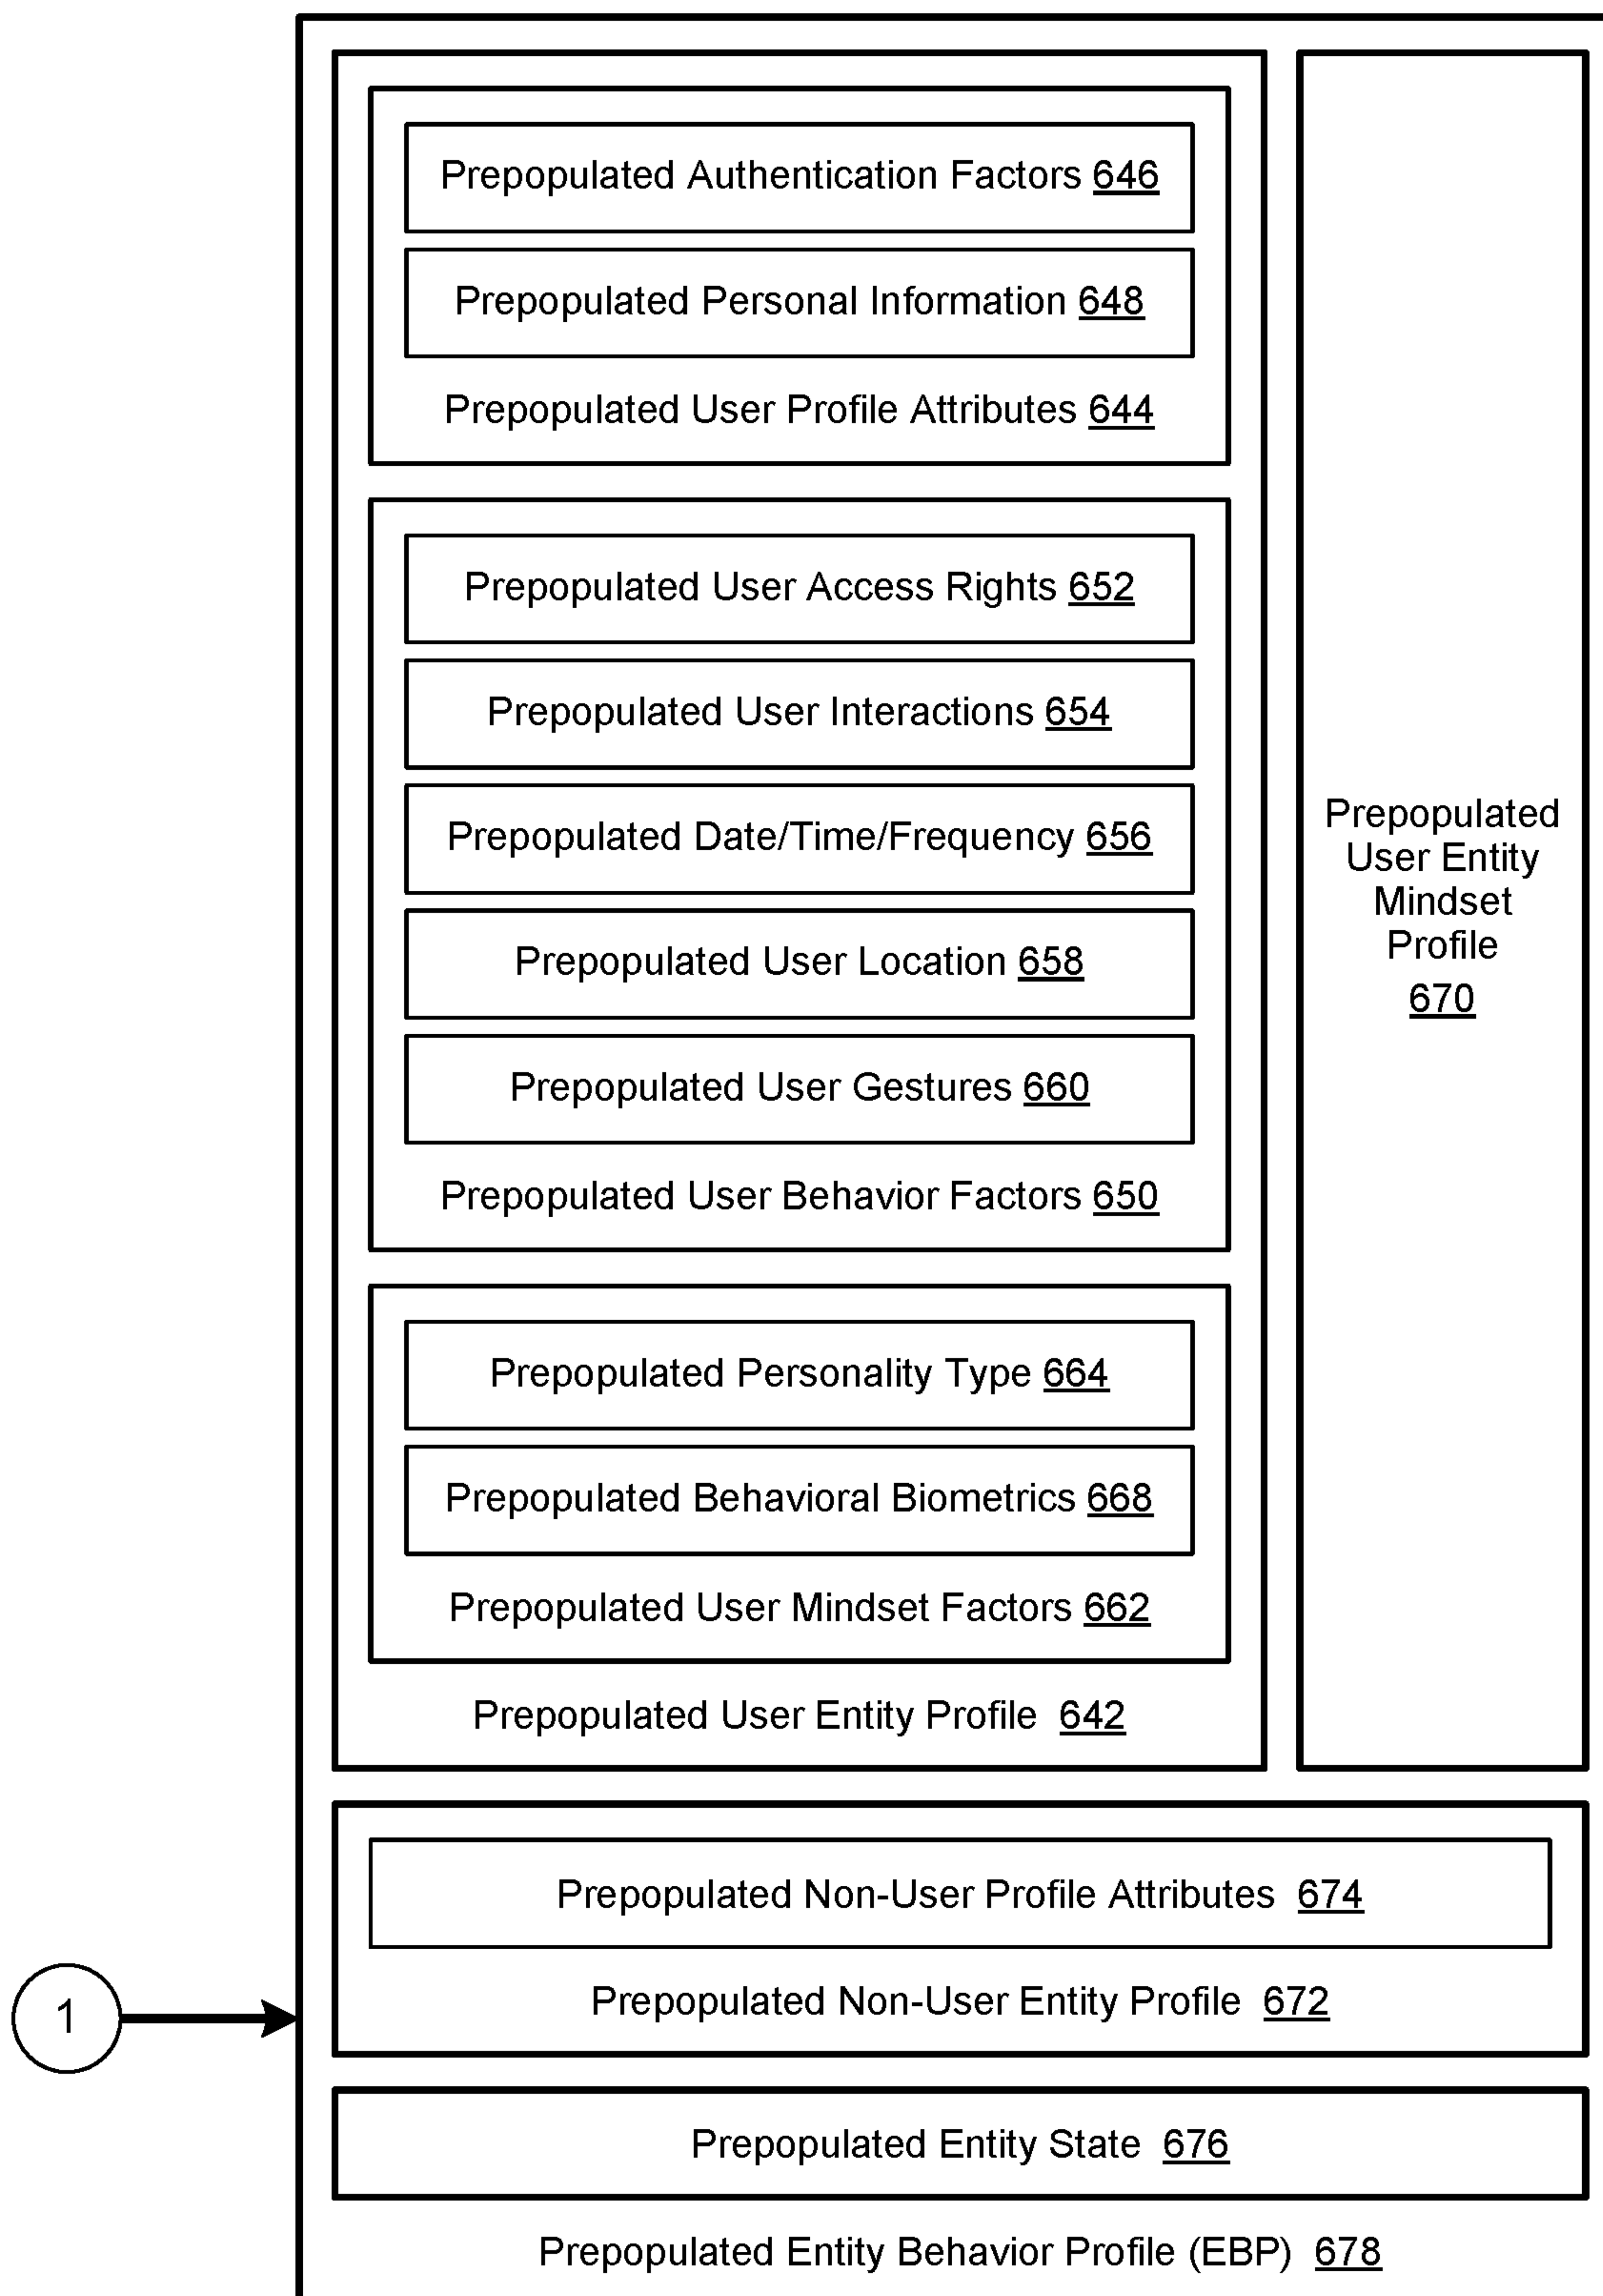 Prepopulated Authentication Factors 646
Prepopulated Personal Information 648
Prepopulated User Profile Attributes 644
Prepopulated User Access Rights 652
Prepopulated User Interactions 654
Prepopulated Date/Time/Frequency 656
Prepopulated User Location 658
Prepopulated User Gestures 660
Prepopulated User Behavior Factors 650
Prepopulated Personality Type 664
Prepopulated Behavioral Biometrics 668
Prepopulated User Mindset Factors 662
Prepopulated User Entity Profile 642
Prepopulated
User Entity
Mindset
Profile
670
Prepopulated Non-User Profile Attributes 674
Prepopulated Non-User Entity Profile 672
1
Prepopulated Entity State 676
Prepopulated Entity Behavior Profile (EBP) 678